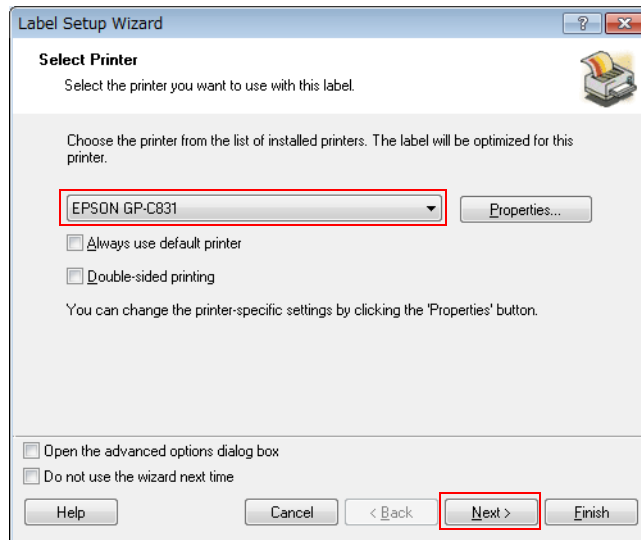 Label Setup Wizard
Select Printer
Select the printer you want to use with this label.
Choose the printer from the list of installed printers. The label will be optimized for this
printer.
EPSON GP-C831
Properties...
Always use default printer
Double-sided printing
You can change the printer-specific settings by clicking the 'Properties' button.
Open the advanced options dialog box
Do not use the wizard next time
Help Cancel < Back Next > Finish